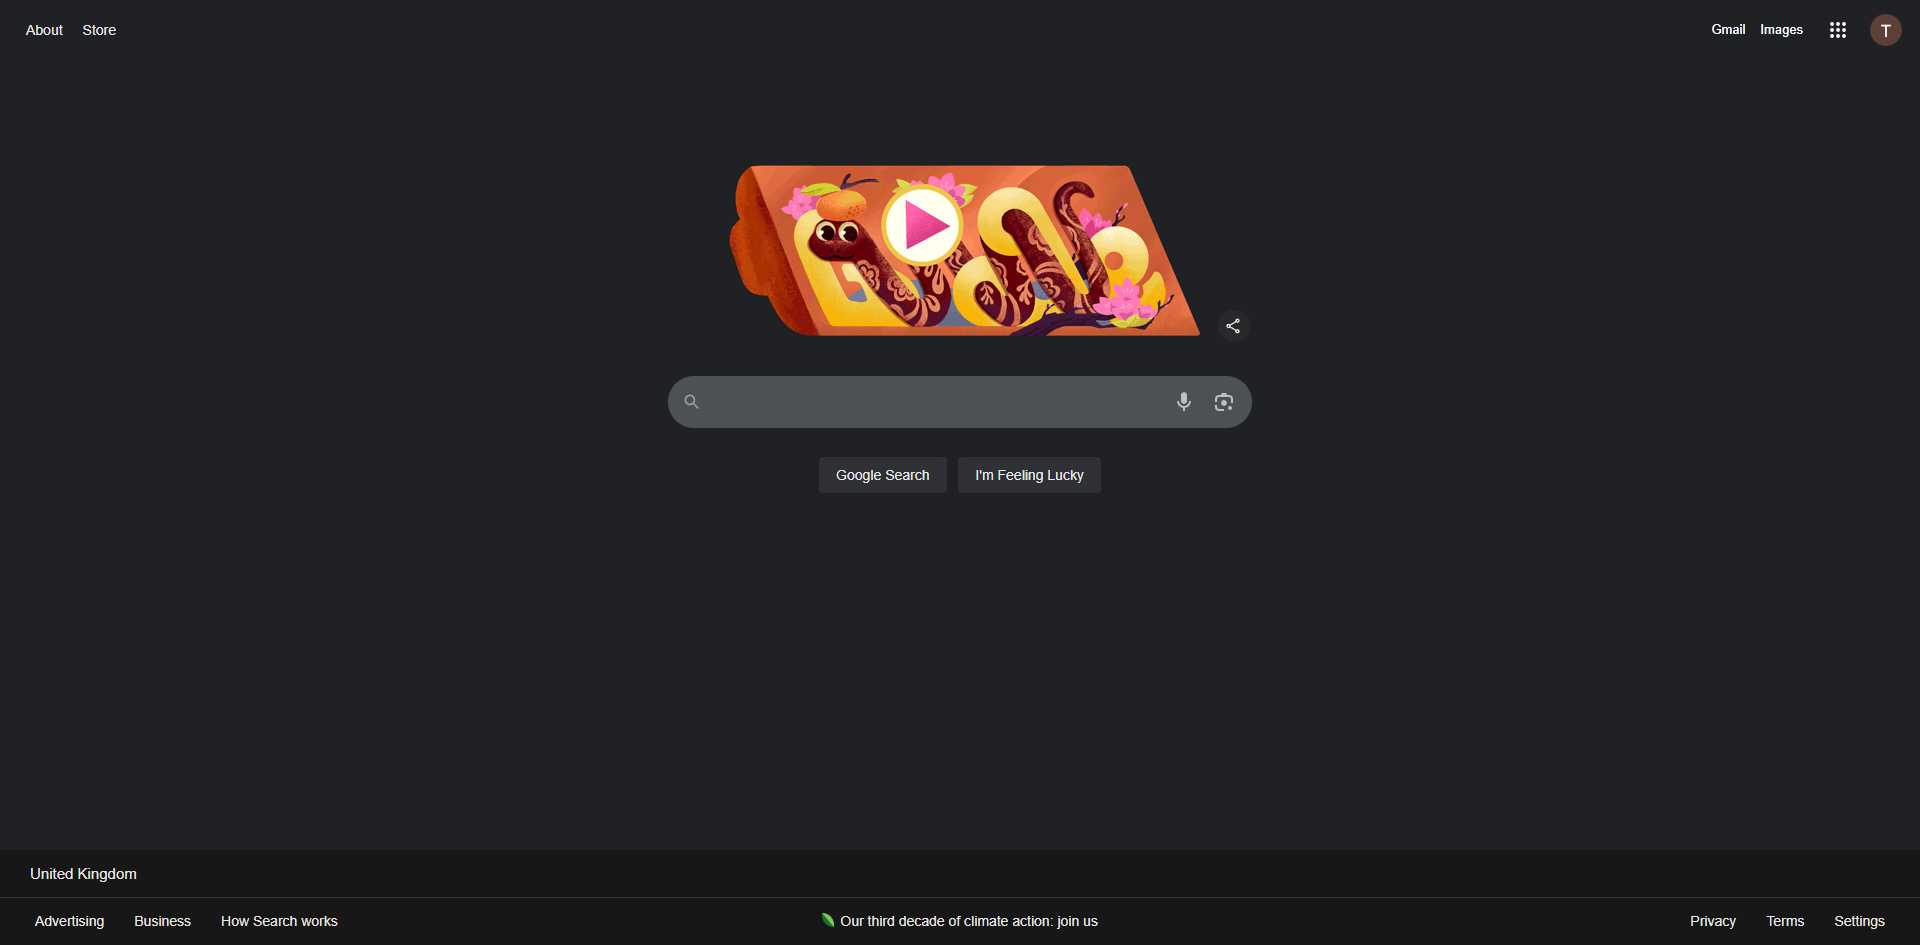 About Store
Gmail Images T
Google Search I'm Feeling Lucky
United Kingdom
Advertising Business How Search works
Our third decade of climate action: join us
Privacy Terms Settings